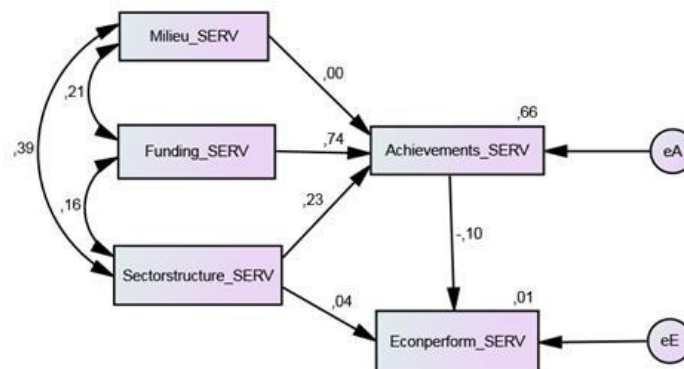 Milieu_SERV
,00
,21
,66
,39
Funding_SERV
,74
Achievements_SERV
eA
,16
,23
-,10
Sectorstructure_SERV
,04
,01
Econperform_SERV
eE